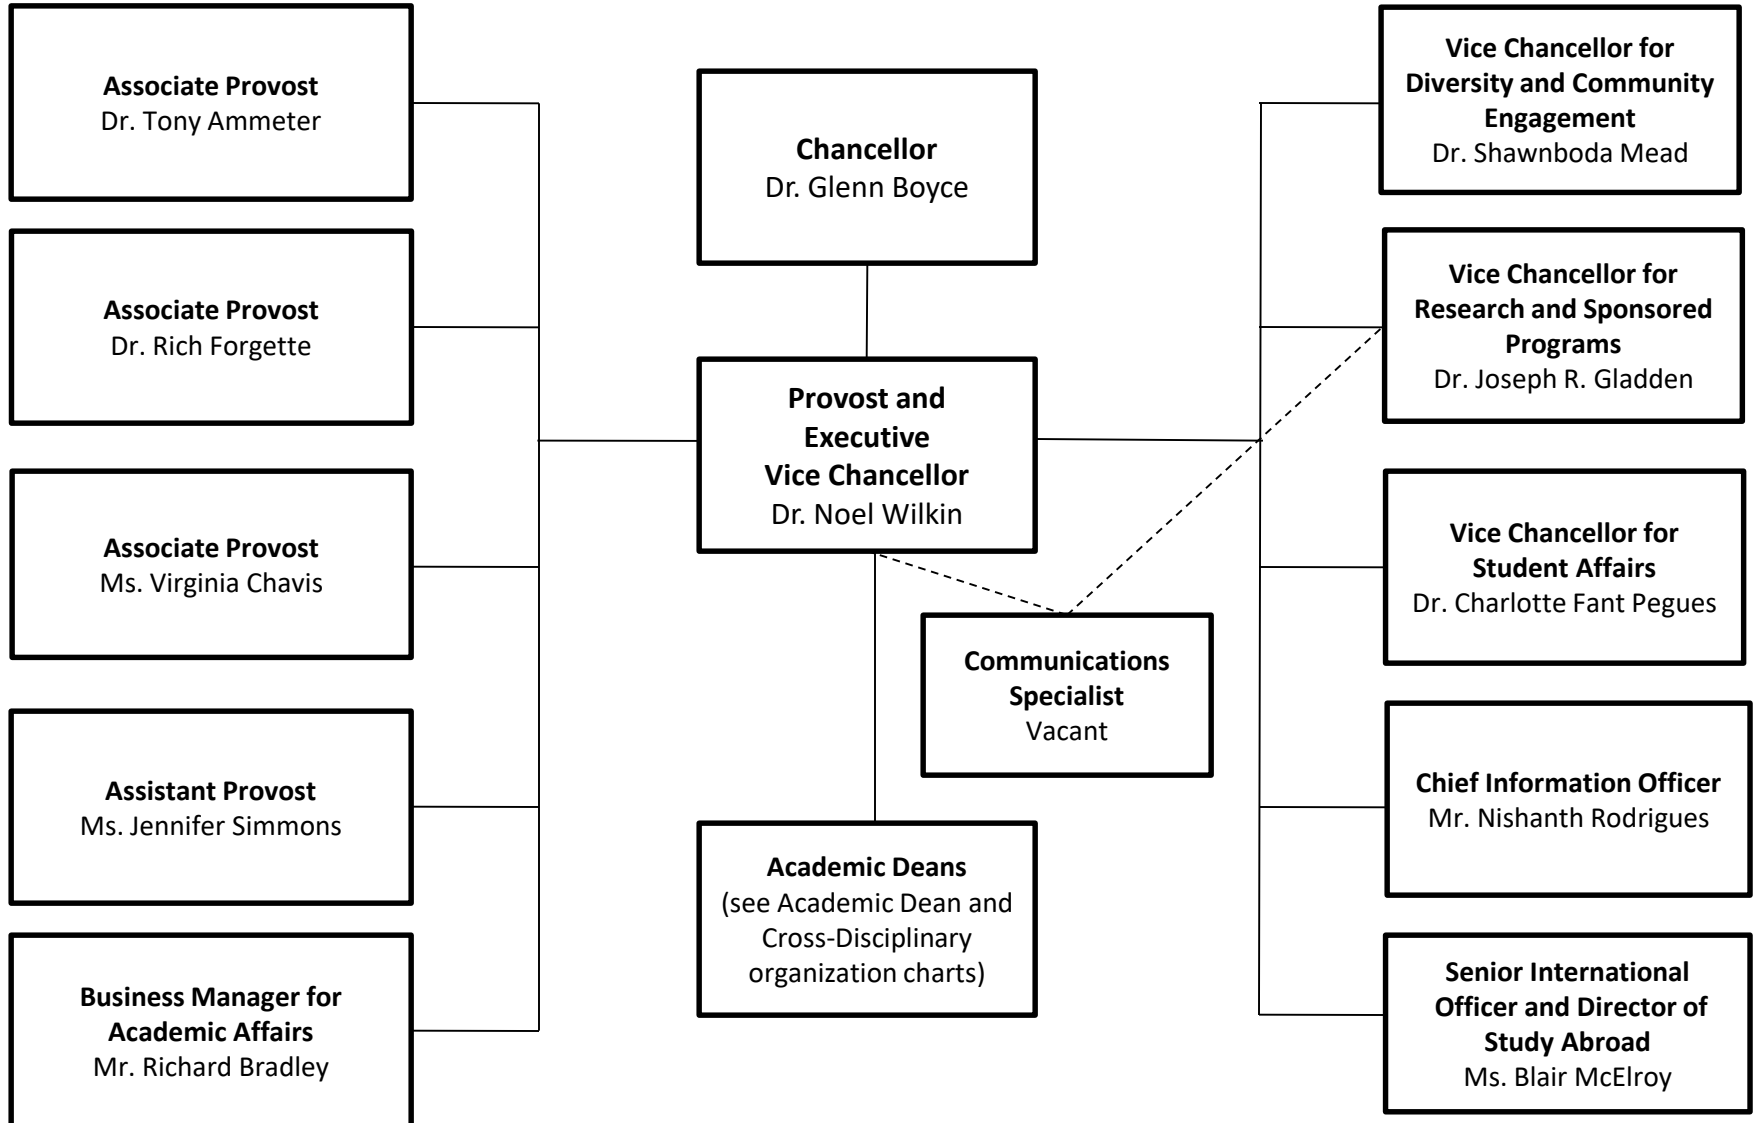 Associate Provost
Dr. Tony Ammeter
Associate Provost
Dr. Rich Forgette
Associate Provost
Ms. Virginia Chavis
Assistant Provost
Ms. Jennifer Simmons
Business Manager for
Academic Affairs
Mr. Richard Bradley
Chancellor
Dr. Glenn Boyce
Provost and
Executive
Vice Chancellor
Dr. Noel Wilkin
Communications
Specialist
Vacant
Academic Deans
(see Academic Dean and
Cross-Disciplinary
organization charts)
Vice Chancellor for
Diversity and Community
Engagement
Dr. Shawnboda Mead
Vice Chancellor for
Research and Sponsored
Programs
Dr. Joseph R. Gladden
Vice Chancellor for
Student Affairs
Dr. Charlotte Fant Pegues
Chief Information Officer
Mr. Nishanth Rodrigues
Senior International
Officer and Director of
Study Abroad
Ms. Blair McElroy